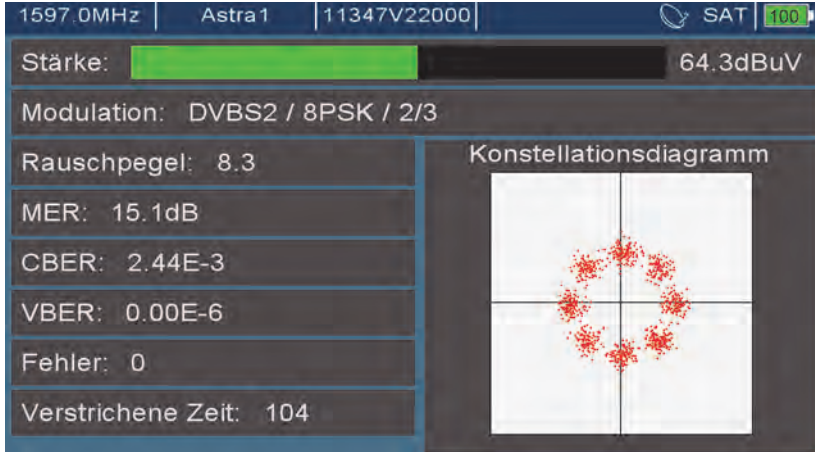 1597.0MHz Astra1 11347V22000 SAT 100
Stärke: 64.3dBuV
Modulation: DVBS2 / 8PSK / 2/3
Rauschpegel: 8.3
MER: 15.1dB
CBER: 2.44E-3
VBER: 0.00E-6
Fehler: 0
Verstrichene Zeit: 104
Konstellationsdiagramm